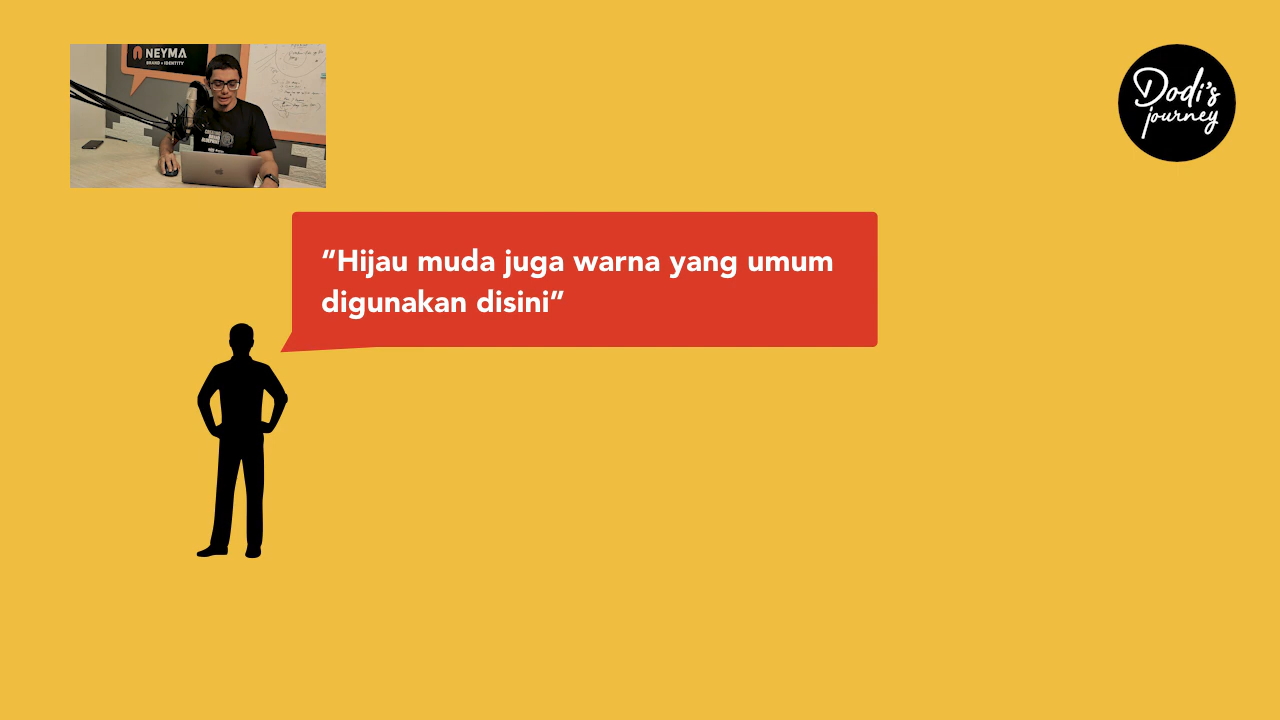 NEYMA
BRAND + IDENTITY
Dodi's
journey
“Hijau muda juga warna yang umum
digunakan disini”